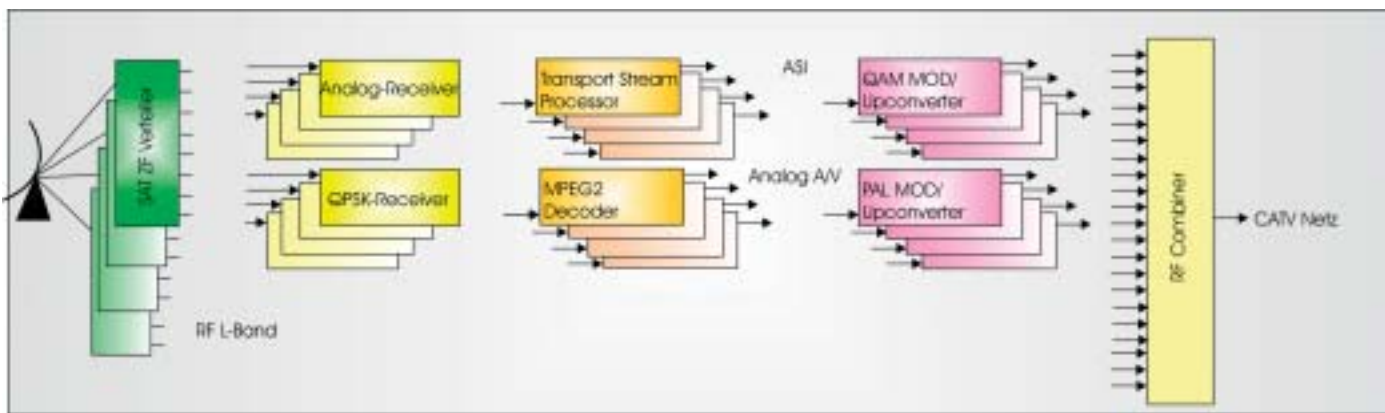 SAT ZF Verteiler
RF L-Band
Analog-Receiver
QPSK-Receiver
Transport Stream
Processor
MPEG2
Decoder
ASI
Analog A/V
QAM MOD/
Upconverter
PAL MOD/
Upconverter
RF Combiner
CATV Netz